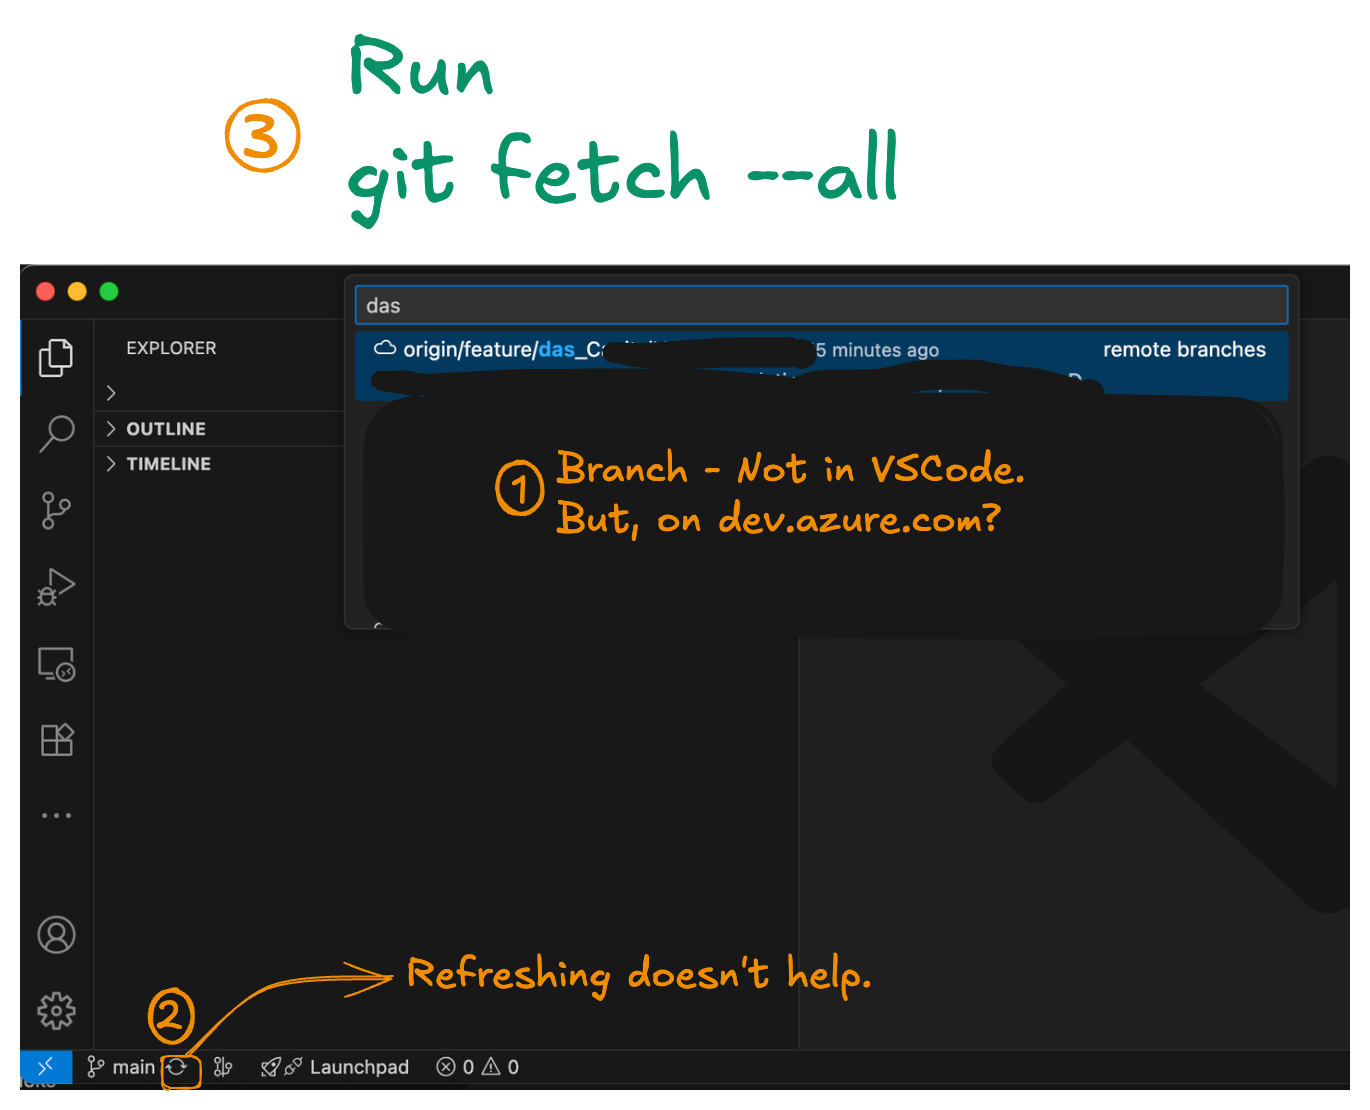 Run
③ git fetch --all
das
EXPLORER
origin/feature/das_C 5 minutes ago remote branches
OUTLINE
TIMELINE
① Branch - Not in VSCode.
But, on dev.azure.com?
Refreshing doesn't help.
②
main Launchpad 0 0